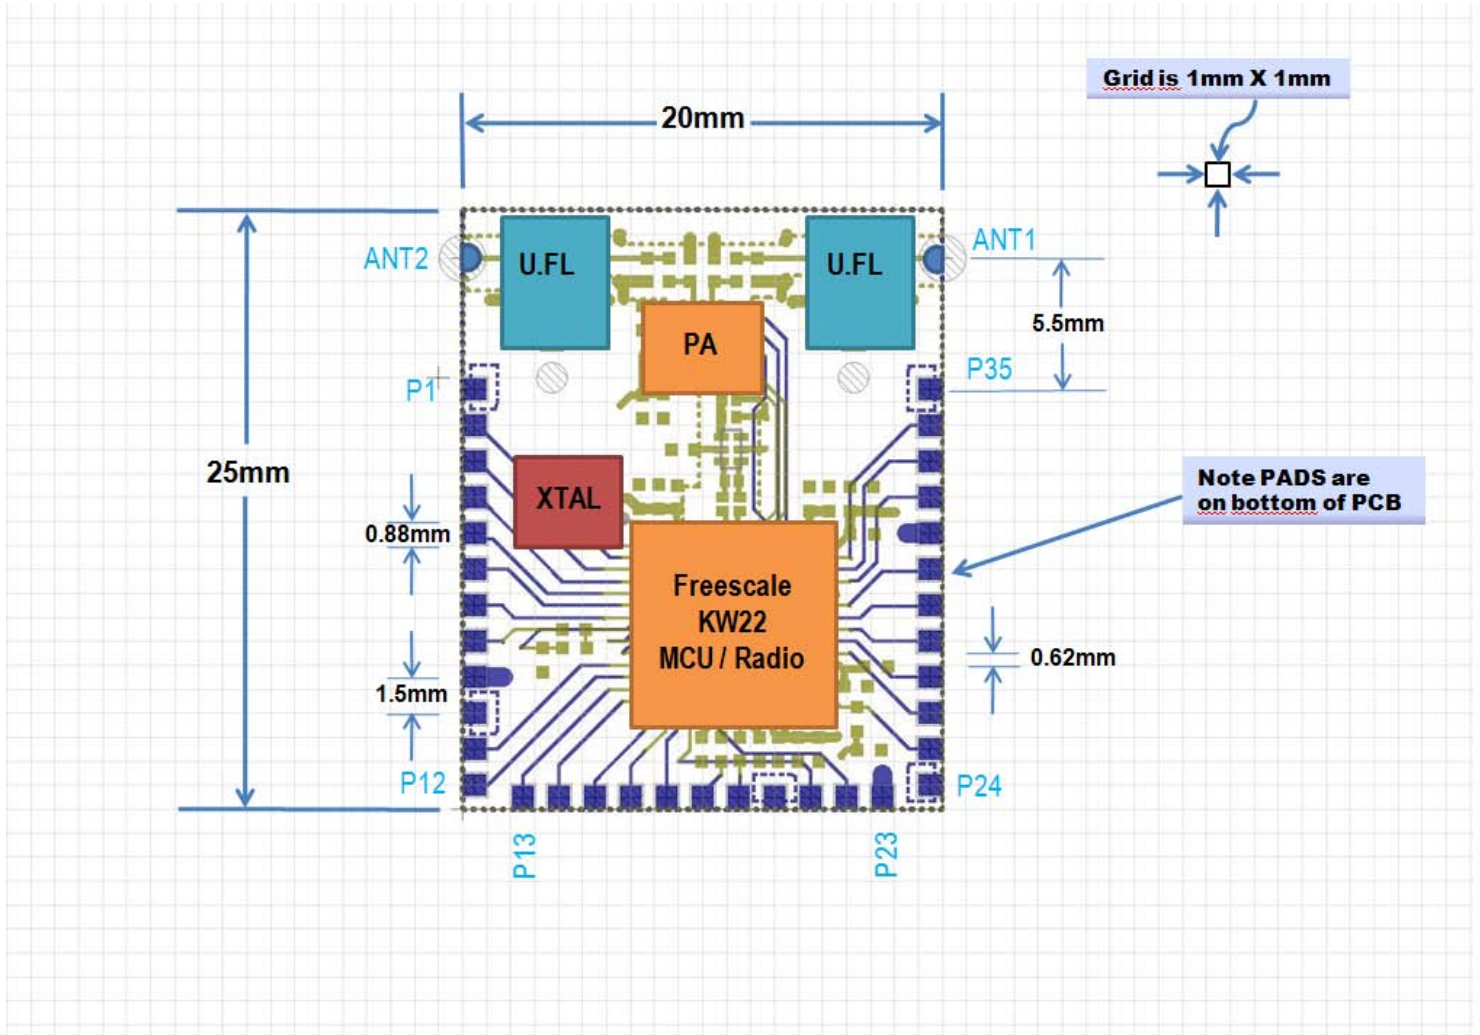 Grid is 1mm X 1mm
20mm
ANT2
U.FL
U.FL
ANT1
5.5mm
PA
P1
P35
25mm
XTAL
Note PADS are
on bottom of PCB
0.88mm
Freescale
KW22
MCU / Radio
0.62mm
1.5mm
P12
P24
P13
P23